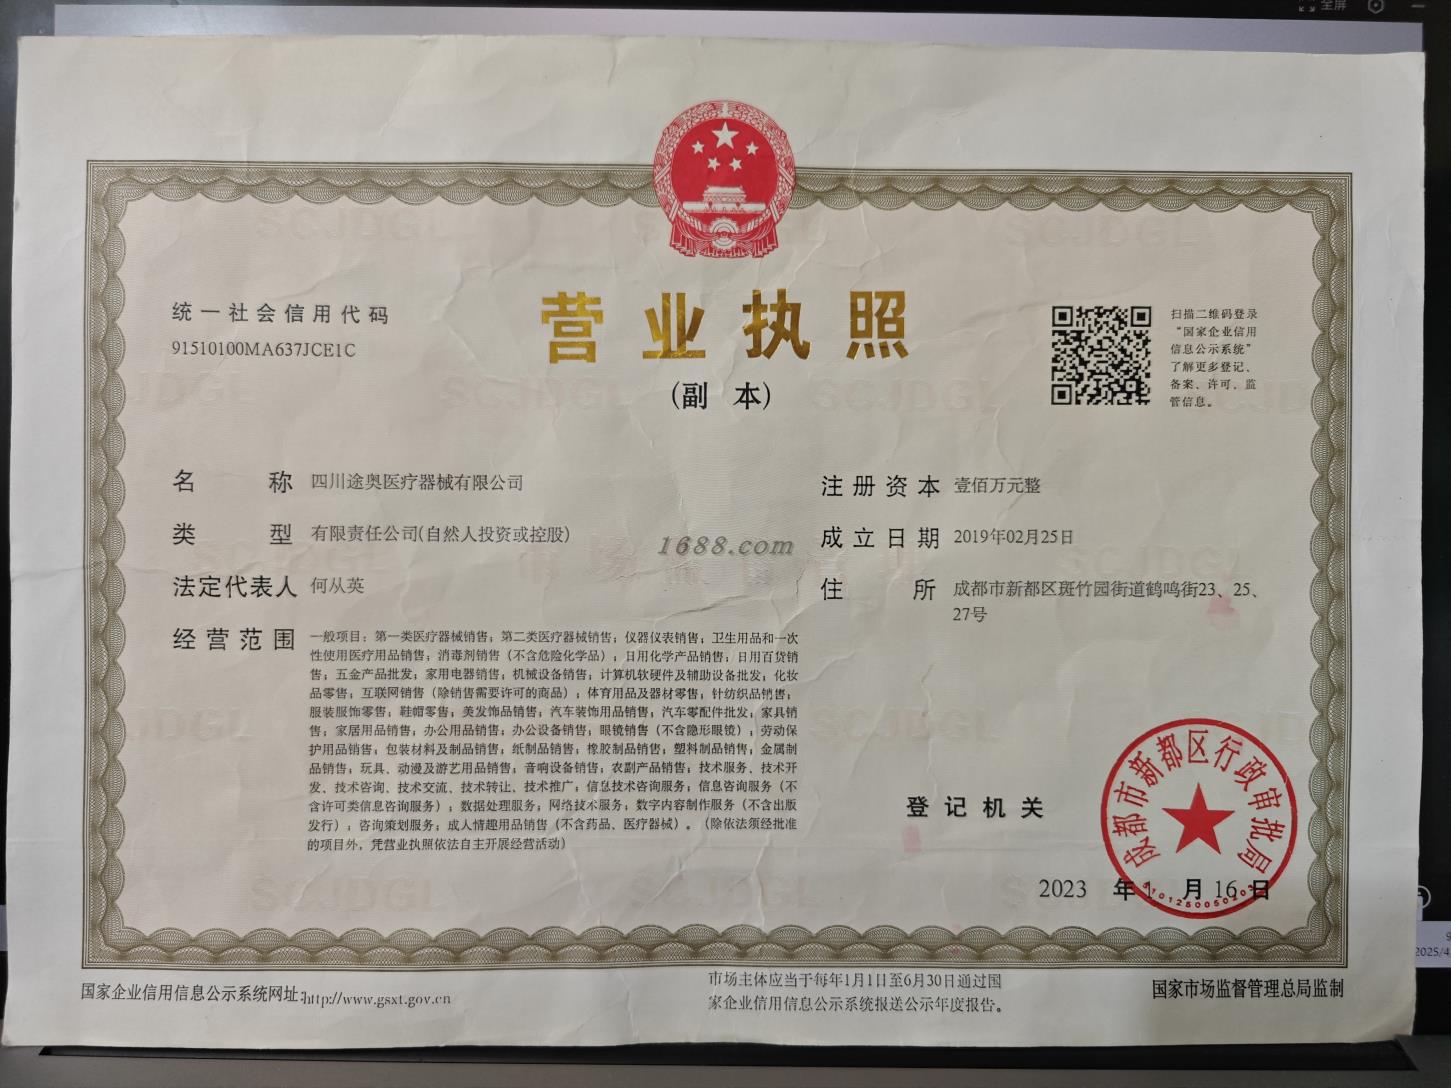 全屏
统一社会信用代码
91510100MA637JCE1C
营业执照
(副 本)
扫描二维码登录
“国家企业信用
信息公示系统”
了解更多登记、
备案、许可、监
管信息。
名 称 四川途奥医疗器械有限公司
类 型 有限责任公司(自然人投资或控股)
法定代表人 何从英
经营范围 一般项目：第一类医疗器械销售；第二类医疗器械销售；仪器仪表销售；卫生用品和一次
性使用医疗用品销售；消毒剂销售（不含危险化学品）；日用化学产品销售；日用百货销
售；五金产品批发；家用电器销售；机械设备销售；计算机软硬件及辅助设备批发；化妆
品零售；互联网销售（除销售需要许可的商品）；体育用品及器材零售；针纺织品销售；
服装服饰零售；鞋帽零售；美发饰品销售；汽车装饰用品销售；汽车零配件批发；家具销
售；家居用品销售；办公用品销售；办公设备销售；眼镜销售（不含隐形眼镜）；劳动保
护用品销售；包装材料及制品销售；纸制品销售；橡胶制品销售；塑料制品销售；金属制
品销售；玩具、动漫及游艺用品销售；音响设备销售；农副产品销售；技术服务、技术开
发、技术咨询、技术交流、技术转让、技术推广；信息技术咨询服务；信息咨询服务（不
含许可类信息咨询服务）；数据处理服务；网络技术服务；数字内容制作服务（不含出版
发行）；咨询策划服务；成人情趣用品销售（不含药品、医疗器械）。（除依法须经批准
的项目外，凭营业执照依法自主开展经营活动）
1688.com
注册资本 壹佰万元整
成立日期 2019年02月25日
住 所 成都市新都区斑竹园街道鹤鸣街23、25、
27号
登记机关
成都市新都区行政审批局
2023 年 1 月 16 日
国家企业信用信息公示系统网址:http://www.gsxt.gov.cn
市场主体应当于每年1月1日至6月30日通过国
家企业信用信息公示系统报送公示年度报告。
国家市场监督管理总局监制
SCJDGL